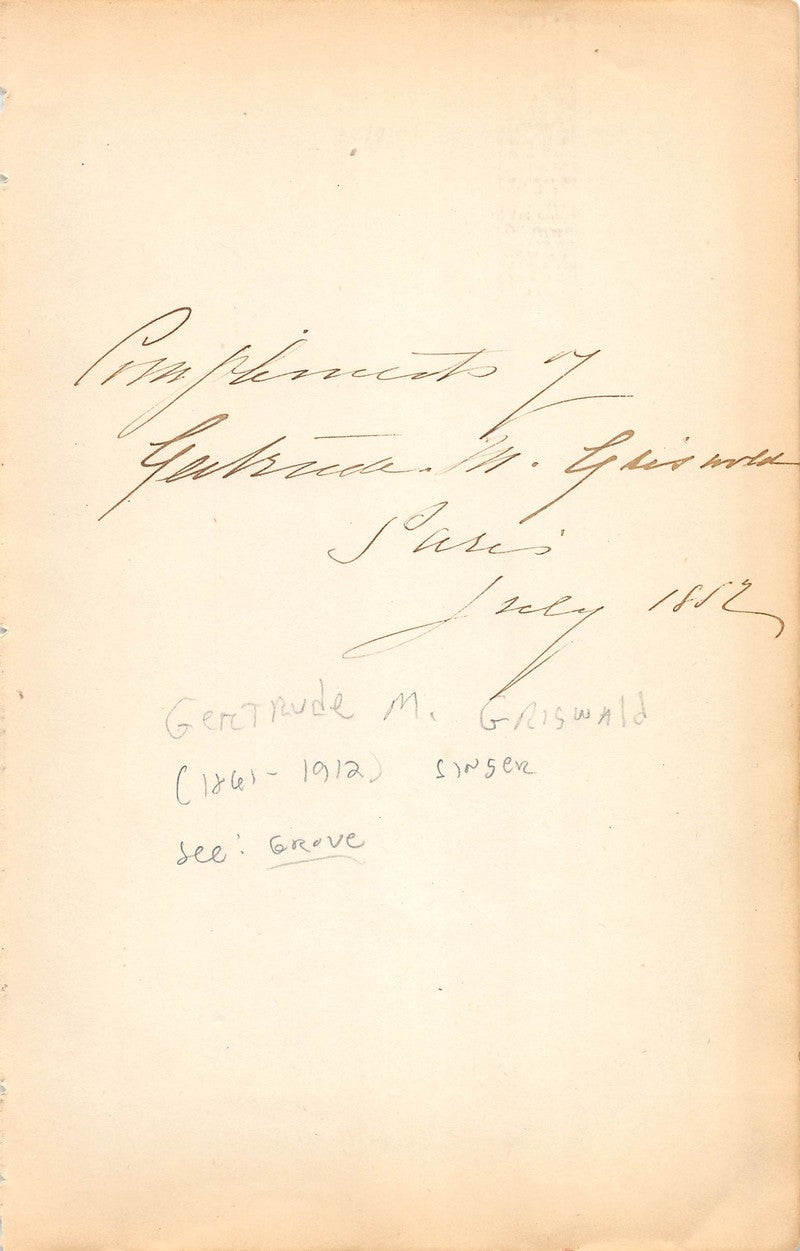 Compliments of
Gertrude M. Griswold
Paris
July 1882
Gertrude M. GRISWAld
(1861-1912) SINGER
See: GROVE